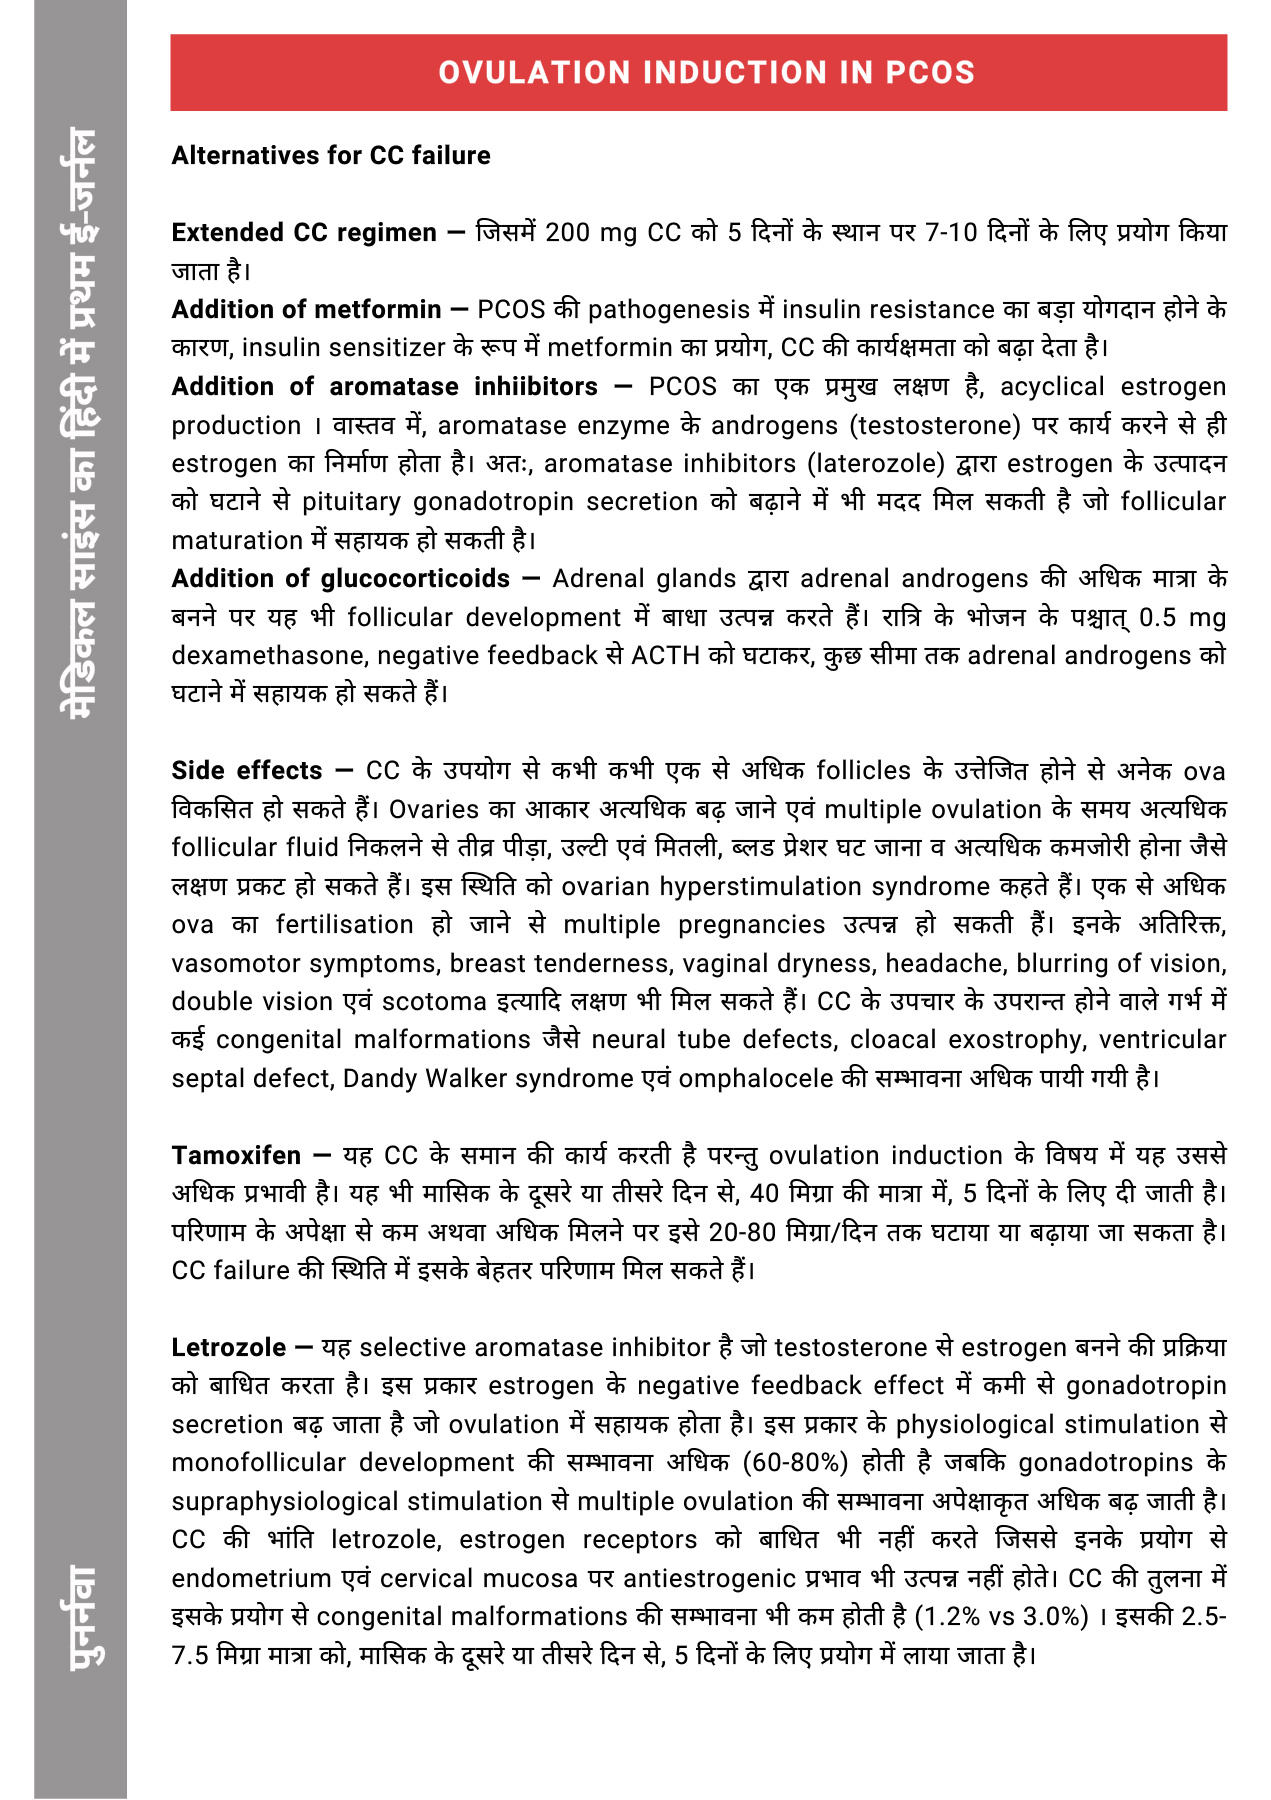 OVULATION INDUCTION IN PCOS
Alternatives for CC failure
Extended CC regimen — जिसमें 200 mg CC को 5 दिनों के स्थान पर 7-10 दिनों के लिए प्रयोग किया
जाता है।
Addition of metformin — PCOS की pathogenesis में insulin resistance का बड़ा योगदान होने के
कारण, insulin sensitizer के रूप में metformin का प्रयोग, CC की कार्यक्षमता को बढ़ा देता है।
Addition of aromatase inhiibitors — PCOS का एक प्रमुख लक्षण है, acyclical estrogen
production । वास्तव में, aromatase enzyme के androgens (testosterone) पर कार्य करने से ही
estrogen का निर्माण होता है। अतः, aromatase inhibitors (laterozole) द्वारा estrogen के उत्पादन
को घटाने से pituitary gonadotropin secretion को बढ़ाने में भी मदद मिल सकती है जो follicular
maturation में सहायक हो सकती है।
Addition of glucocorticoids — Adrenal glands द्वारा adrenal androgens की अधिक मात्रा के
बनने पर यह भी follicular development में बाधा उत्पन्न करते हैं। रात्रि के भोजन के पश्चात् 0.5 mg
dexamethasone, negative feedback से ACTH को घटाकर, कुछ सीमा तक adrenal androgens को
घटाने में सहायक हो सकते हैं।
Side effects — CC के उपयोग से कभी कभी एक से अधिक follicles के उत्तेजित होने से अनेक ova
विकसित हो सकते हैं। Ovaries का आकार अत्यधिक बढ़ जाने एवं multiple ovulation के समय अत्यधिक
follicular fluid निकलने से तीव्र पीड़ा, उल्टी एवं मितली, ब्लड प्रेशर घट जाना व अत्यधिक कमजोरी होना जैसे
लक्षण प्रकट हो सकते हैं। इस स्थिति को ovarian hyperstimulation syndrome कहते हैं। एक से अधिक
ova का fertilisation हो जाने से multiple pregnancies उत्पन्न हो सकती हैं। इनके अतिरिक्त,
vasomotor symptoms, breast tenderness, vaginal dryness, headache, blurring of vision,
double vision एवं scotoma इत्यादि लक्षण भी मिल सकते हैं। CC के उपचार के उपरान्त होने वाले गर्भ में
कई congenital malformations जैसे neural tube defects, cloacal exostrophy, ventricular
septal defect, Dandy Walker syndrome एवं omphalocele की सम्भावना अधिक पायी गयी है।
Tamoxifen — यह CC के समान की कार्य करती है परन्तु ovulation induction के विषय में यह उससे
अधिक प्रभावी है। यह भी मासिक के दूसरे या तीसरे दिन से, 40 मिग्रा की मात्रा में, 5 दिनों के लिए दी जाती है।
परिणाम के अपेक्षा से कम अथवा अधिक मिलने पर इसे 20-80 मिग्रा/दिन तक घटाया या बढ़ाया जा सकता है।
CC failure की स्थिति में इसके बेहतर परिणाम मिल सकते हैं।
Letrozole — यह selective aromatase inhibitor है जो testosterone से estrogen बनने की प्रक्रिया
को बाधित करता है। इस प्रकार estrogen के negative feedback effect में कमी से gonadotropin
secretion बढ़ जाता है जो ovulation में सहायक होता है। इस प्रकार के physiological stimulation से
monofollicular development की सम्भावना अधिक (60-80%) होती है जबकि gonadotropins के
supraphysiological stimulation से multiple ovulation की सम्भावना अपेक्षाकृत अधिक बढ़ जाती है।
CC की भांति letrozole, estrogen receptors को बाधित भी नहीं करते जिससे इनके प्रयोग से
endometrium एवं cervical mucosa पर antiestrogenic प्रभाव भी उत्पन्न नहीं होते। CC की तुलना में
इसके प्रयोग से congenital malformations की सम्भावना भी कम होती है (1.2% vs 3.0%) । इसकी 2.5-
7.5 मिग्रा मात्रा को, मासिक के दूसरे या तीसरे दिन से, 5 दिनों के लिए प्रयोग में लाया जाता है।
मेडिकल साइंस का हिंदी में प्रथम ई-जर्नल
पुनर्नवा